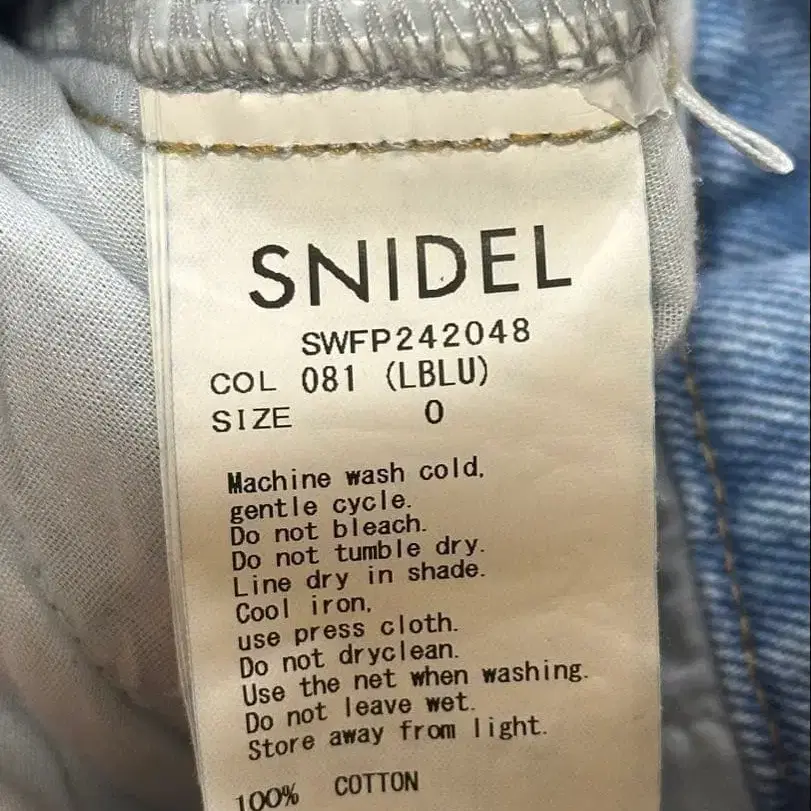 SNIDEL
SWFP242048
COL 081 (LBLU)
SIZE 0
Machine wash cold,
gentle cycle.
Do not bleach.
Do not tumble dry.
Line dry in shade.
Cool iron,
use press cloth.
Do not dryclean.
Use the net when washing.
Do not leave wet.
Store away from light.
100% COTTON